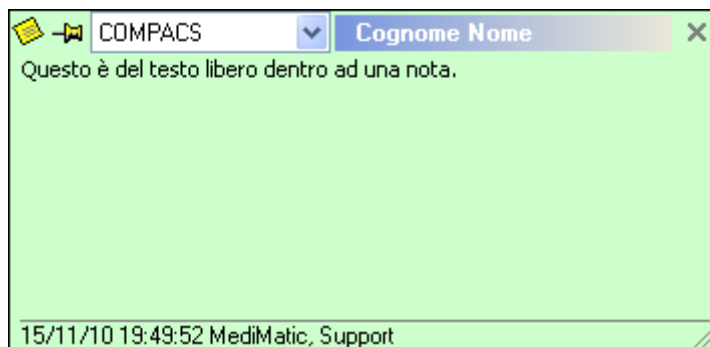 COMPACS Cognome Nome
Questo è del testo libero dentro ad una nota.
15/11/10 19:49:52 MediMatic, Support